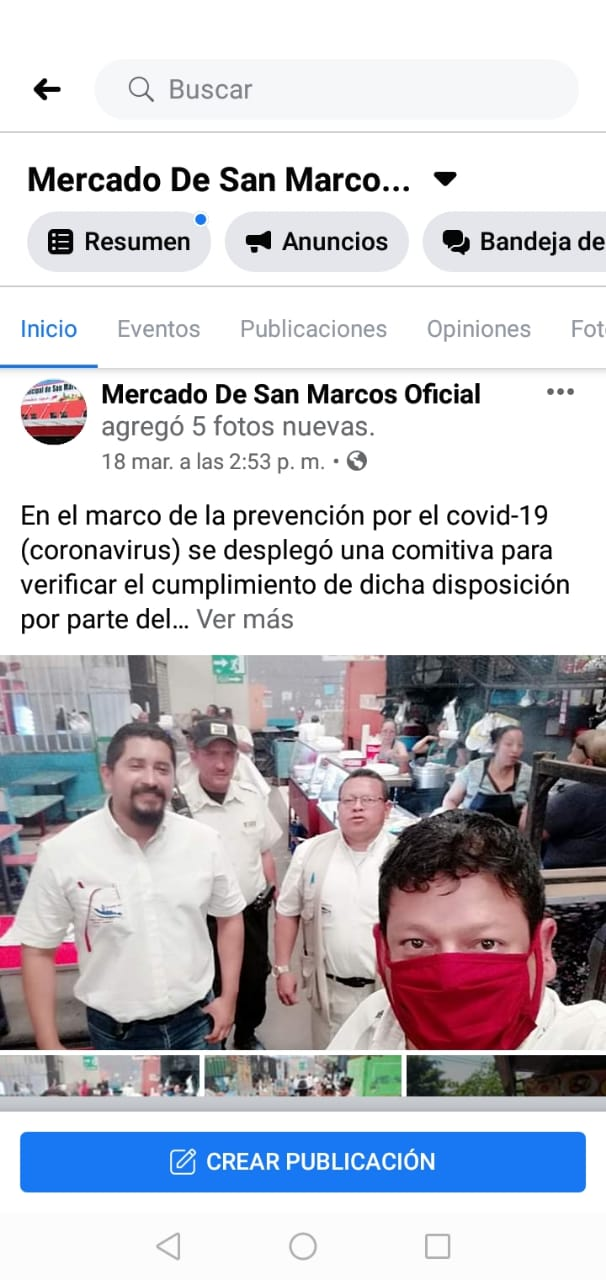 Buscar
Mercado De San Marco...
Resumen
Anuncios
Bandeja de
Inicio
Eventos
Publicaciones
Opiniones
Fot
Mercado De San Marcos Oficial
agregó 5 fotos nuevas.
18 mar. a las 2:53 p. m. •
En el marco de la prevención por el covid-19
(coronavirus) se desplegó una comitiva para
verificar el cumplimiento de dicha disposición
por parte del... Ver más
CREAR PUBLICACIÓN